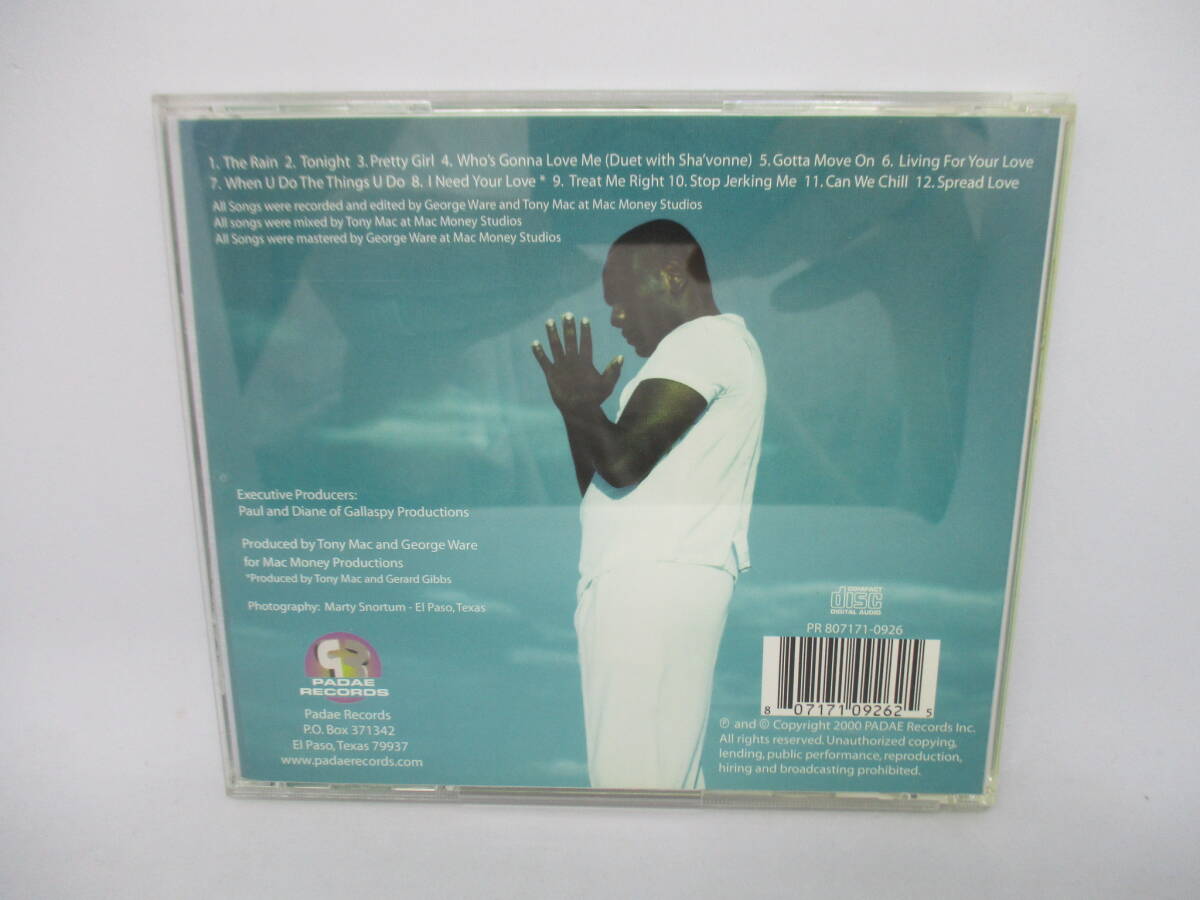 1. The Rain 2. Tonight 3. Pretty Girl 4. Who's Gonna Love Me (Duet with Sha'vonne) 5. Gotta Move On 6. Living For Your Love
7. When U Do The Things U Do 8. I Need Your Love * 9. Treat Me Right 10. Stop Jerking Me 11. Can We Chill 12. Spread Love
All Songs were recorded and edited by George Ware and Tony Mac at Mac Money Studios
All songs were mixed by Tony Mac at Mac Money Studios
All Songs were mastered by George Ware at Mac Money Studios
Executive Producers:
Paul and Diane of Gallaspy Productions
Produced by Tony Mac and George Ware
for Mac Money Productions
*Produced by Tony Mac and Gerard Gibbs
Photography: Marty Snortum - El Paso, Texas
PR
PADAE
RECORDS
Padae Records
P.O. Box 371342
El Paso, Texas 79937
www.padaerecords.com
COMPACT
disc
DIGITAL AUDIO
PR 807171-0926
8 07171 09262 5
℗ and © Copyright 2000 PADAE Records Inc.
All rights reserved. Unauthorized copying,
lending, public performance, reproduction,
hiring and broadcasting prohibited.